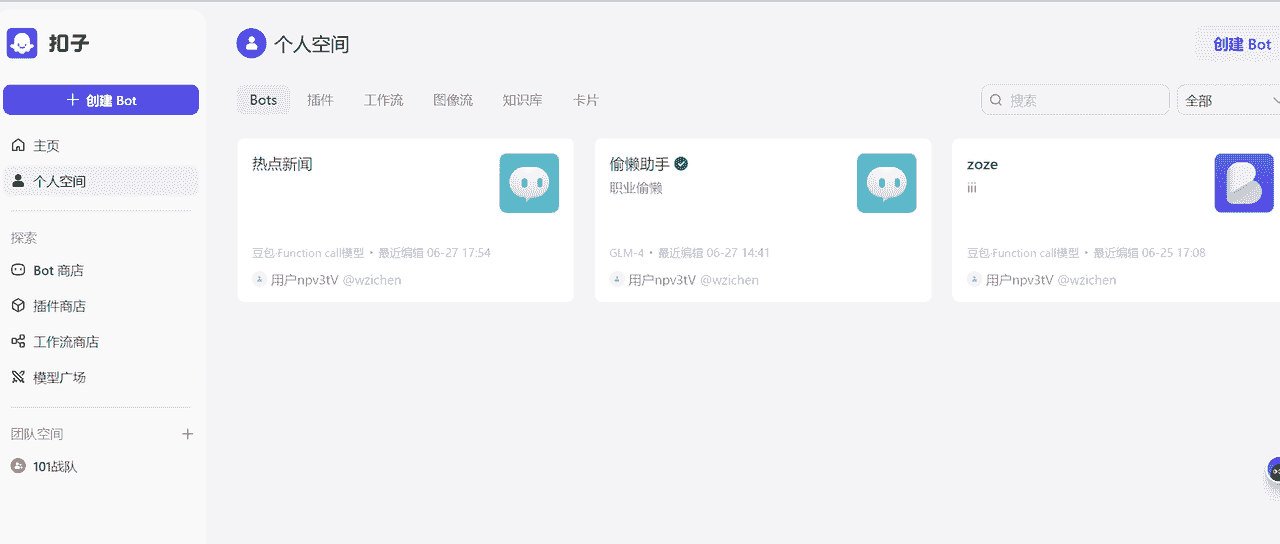 扣子
创建 Bot
主页
个人空间
探索
Bot 商店
插件商店
工作流商店
模型广场
团队空间
101战队
个人空间
创建 Bot
Bots 插件 工作流 图像流 知识库 卡片
搜索 全部
热点新闻
豆包·Function call模型 • 最近编辑 06-27 17:54
用户npv3tV @wzichen
偷懒助手
职业偷懒
GLM-4 • 最近编辑 06-27 14:41
用户npv3tV @wzichen
zoze
iii
豆包·Function call模型 • 最近编辑 06-25 17:08
用户npv3tV @wzichen